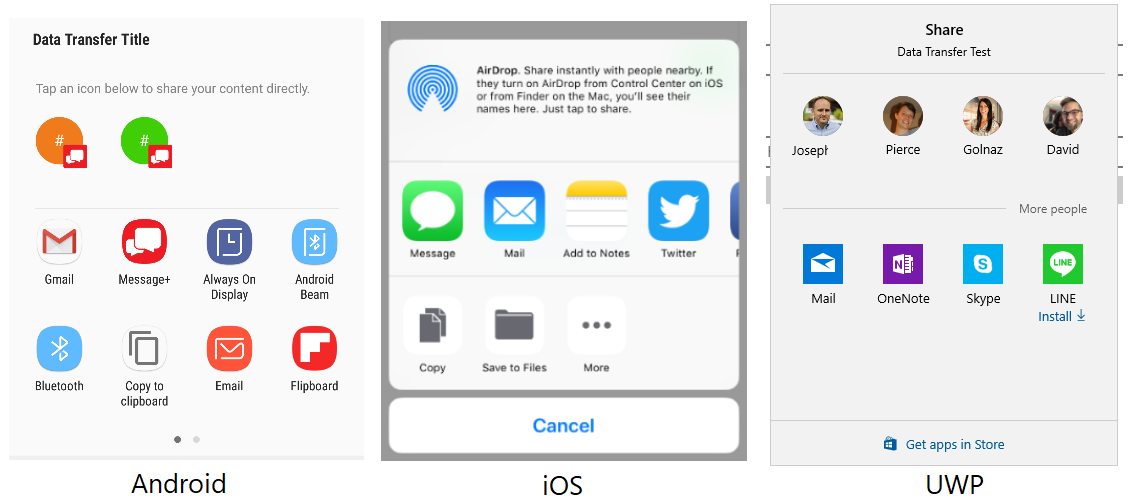 Data Transfer Title
Tap an icon below to share your content directly.
#
#
Gmail
Message+
Always On
Display
Android
Beam
Bluetooth
Copy to
clipboard
Email
Flipboard
Android
AirDrop. Share instantly with people nearby. If
they turn on AirDrop from Control Center on iOS
or from Finder on the Mac, you'll see their
names here. Just tap to share.
Message
Mail
Add to Notes
Twitter
Copy
Save to Files
More
Cancel
iOS
Share
Data Transfer Test
Joseph
Pierce
Golnaz
David
More people
Mail
OneNote
Skype
LINE
LINE
Install
Get apps in Store
UWP